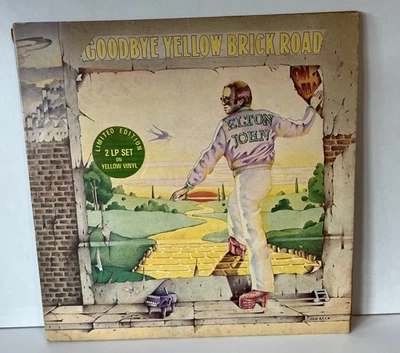 GOODBYE YELLOW BRICK ROAD
ELTON
JOHN
LIMITED EDITION
2 LP SET
ON
YELLOW VINYL